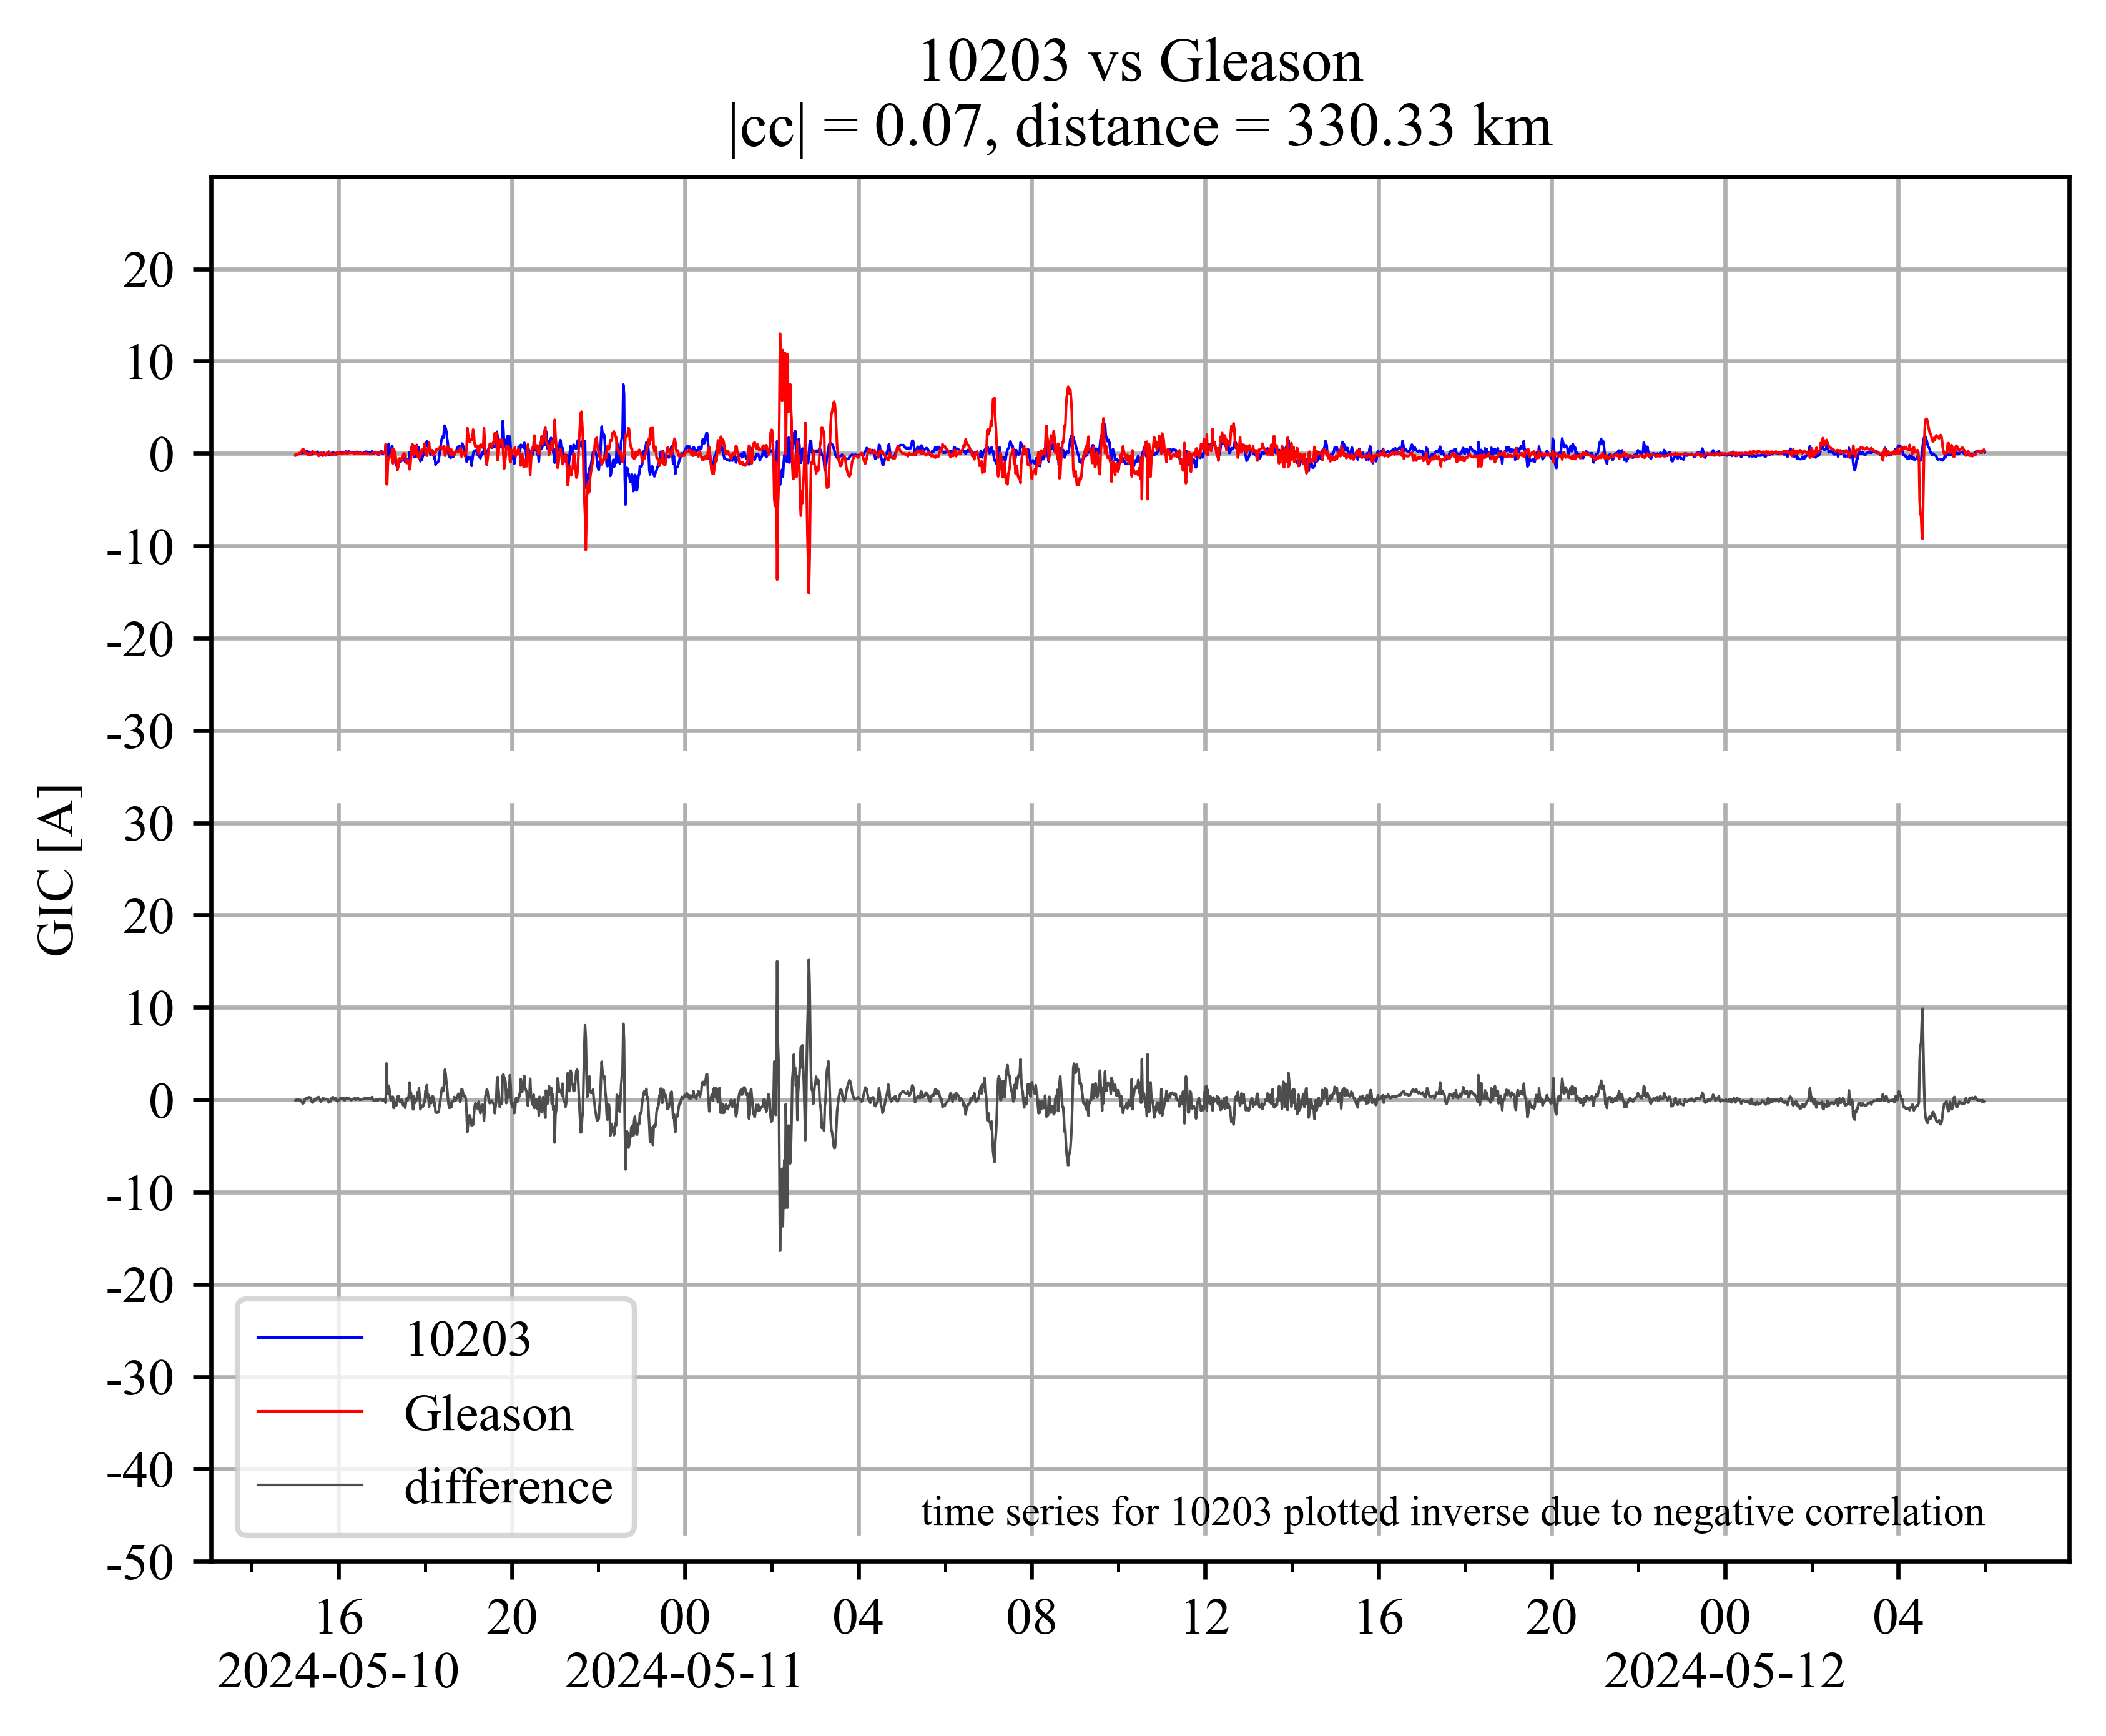 10203 vs Gleason
|cc| = 0.07, distance = 330.33 km
GIC [A]
20
10
0
-10
-20
-30
30
20
10
0
-10
-20
-30
-40
-50
10203
Gleason
difference
time series for 10203 plotted inverse due to negative correlation
16 20 00 04 08 12 16 20 00 04
2024-05-10 2024-05-11 2024-05-12